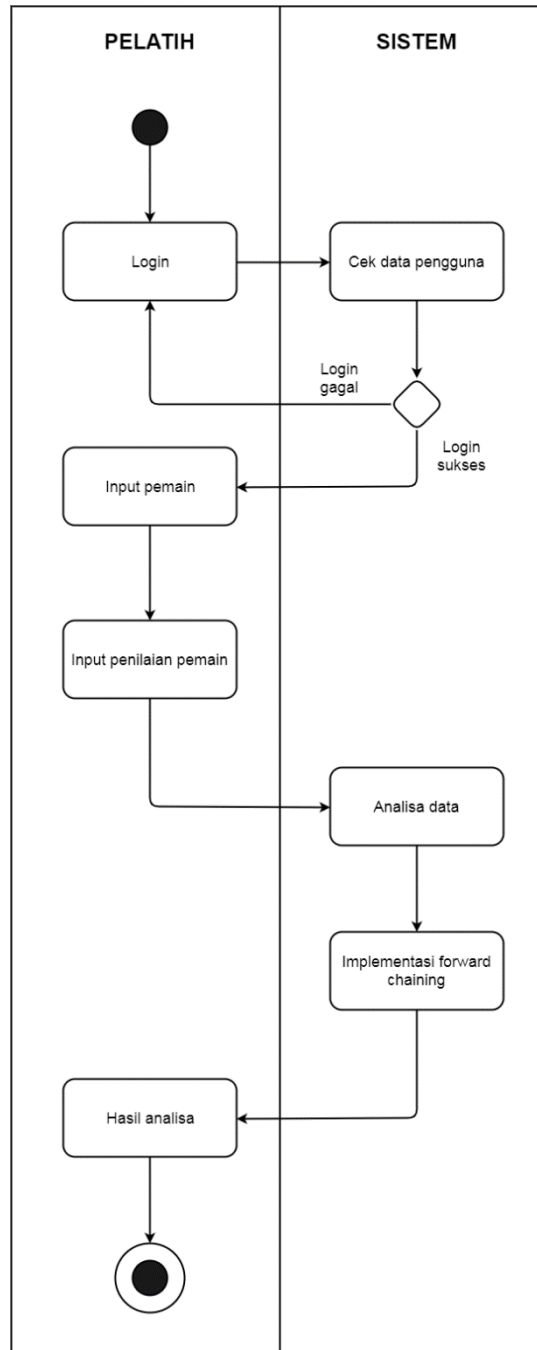 PELATIH
SISTEM
Login
Cek data pengguna
Login
gagal
Login
sukses
Input pemain
Input penilaian pemain
Analisa data
Implementasi forward
chaining
Hasil analisa